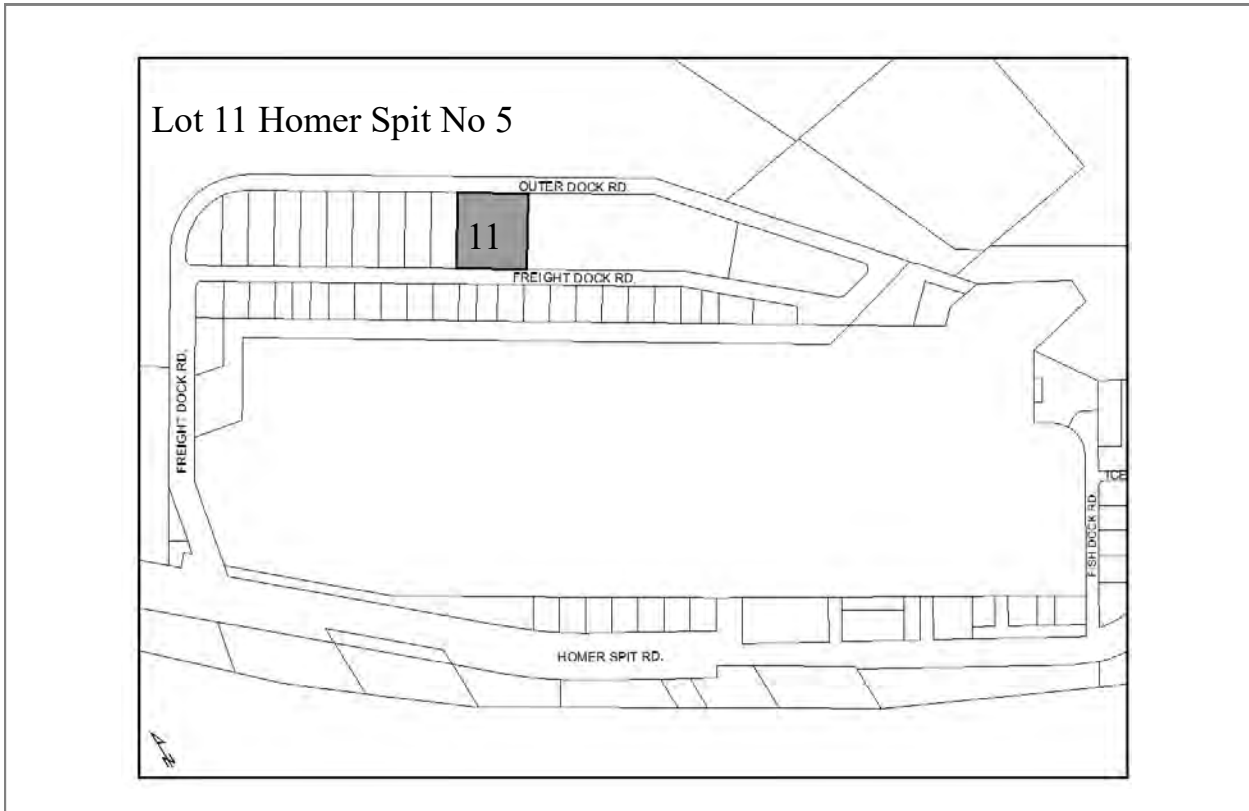 Lot 11 Homer Spit No 5
OUTER DOCK RD.
11
FREIGHT DOCK RD.
FREIGHT DOCK RD.
ICE
FISH DOCK RD.
HOMER SPIT RD.
N